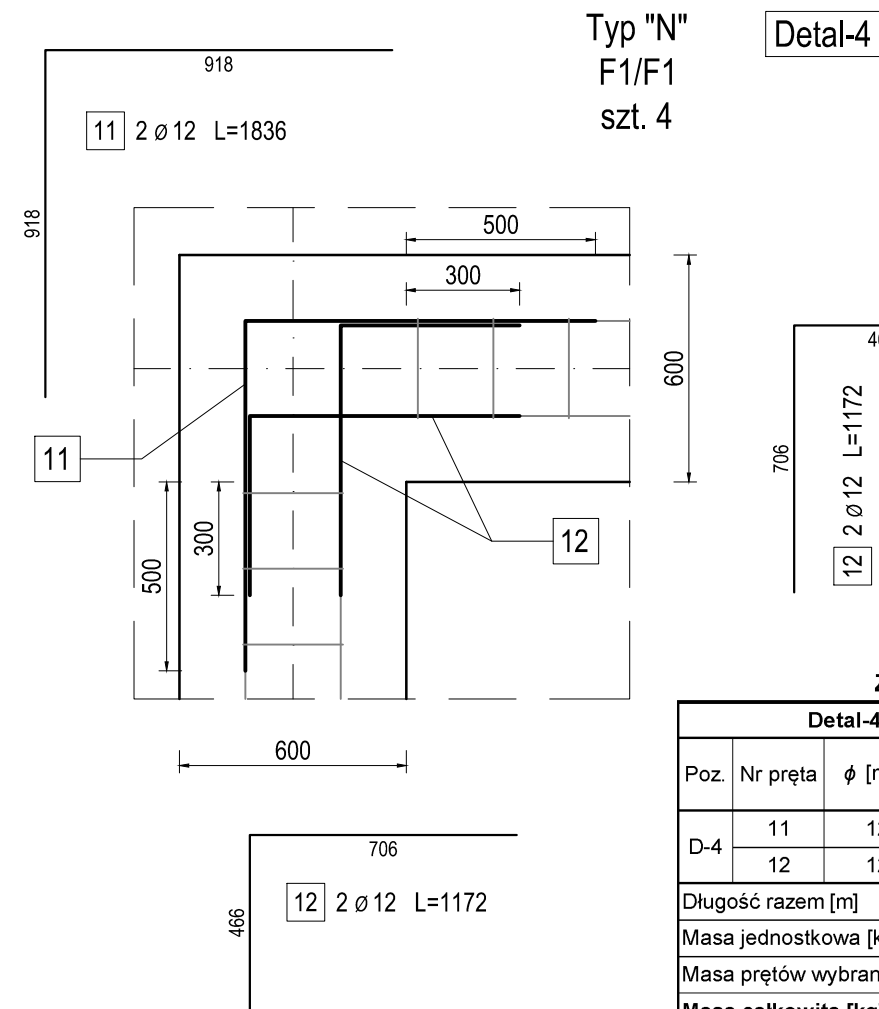 Typ "N"
F1/F1
szt. 4
Detal-4
918
918
11 2 ø 12 L=1836
500
300
600
11
12
300
500
600
706
12 2 ø 12 L=1172
706
466
12 2 ø 12 L=1172
Detal-4
Poz. Nr pręta ϕ
D-4
11
12
Długość razem [m]
Masa jednostkowa
Masa prętów